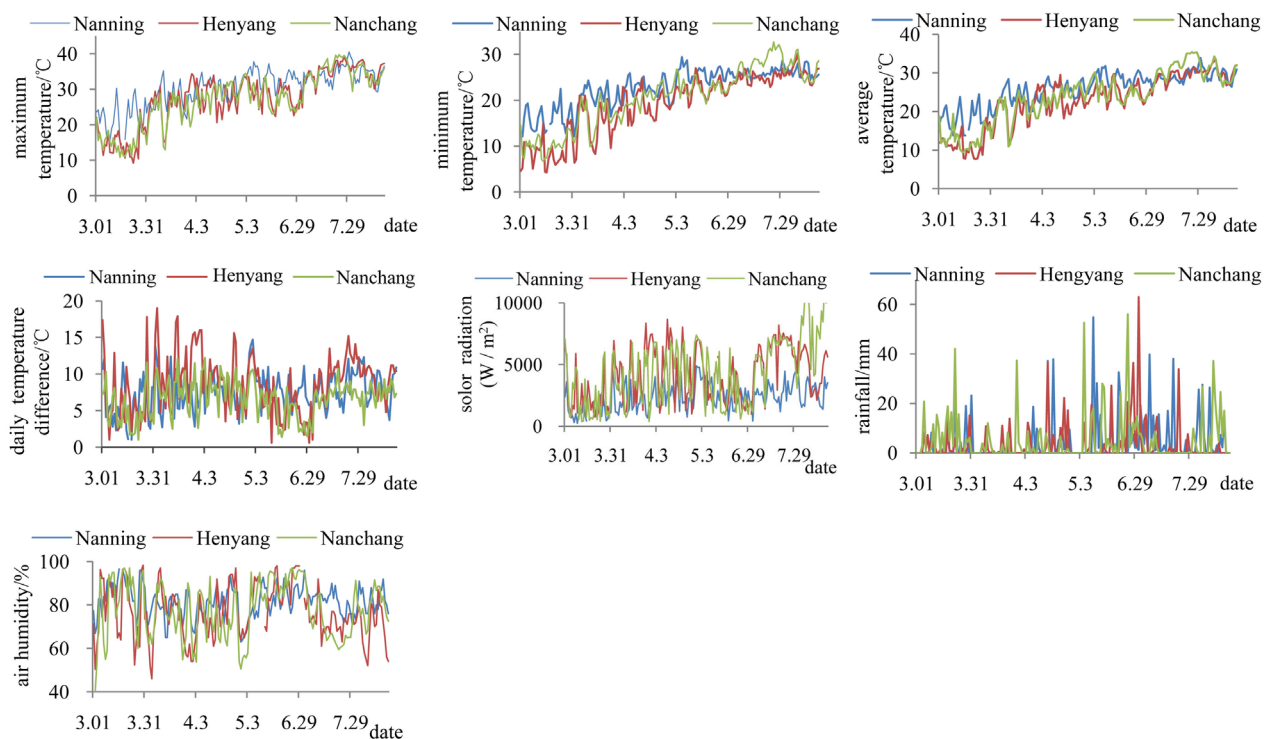 Nanning Henyang Nanchang
maximum
temperature/℃
40
30
20
10
0
3.01 3.31 4.3 5.3 6.29 7.29 date
Nanning Henyang Nanchang
minimum
temperature/℃
30
20
10
0
3.01 3.31 4.3 5.3 6.29 7.29 date
Nanning Henyang Nanchang
average
temperature/℃
40
30
20
10
0
3.01 3.31 4.3 5.3 6.29 7.29 date
Nanning Henyang Nanchang
daily temperature
difference/℃
20
15
10
5
0
3.01 3.31 4.3 5.3 6.29 7.29 date
Nanning Henyang Nanchang
solor radiation
(W / m²)
10000
5000
0
3.01 3.31 4.3 5.3 6.29 7.29 date
Nanning Hengyang Nanchang
rainfall/mm
60
40
20
0
3.01 3.31 4.3 5.3 6.29 7.29 date
Nanning Henyang Nanchang
air humidity/%
100
80
60
40
3.01 3.31 4.3 5.3 6.29 7.29 date